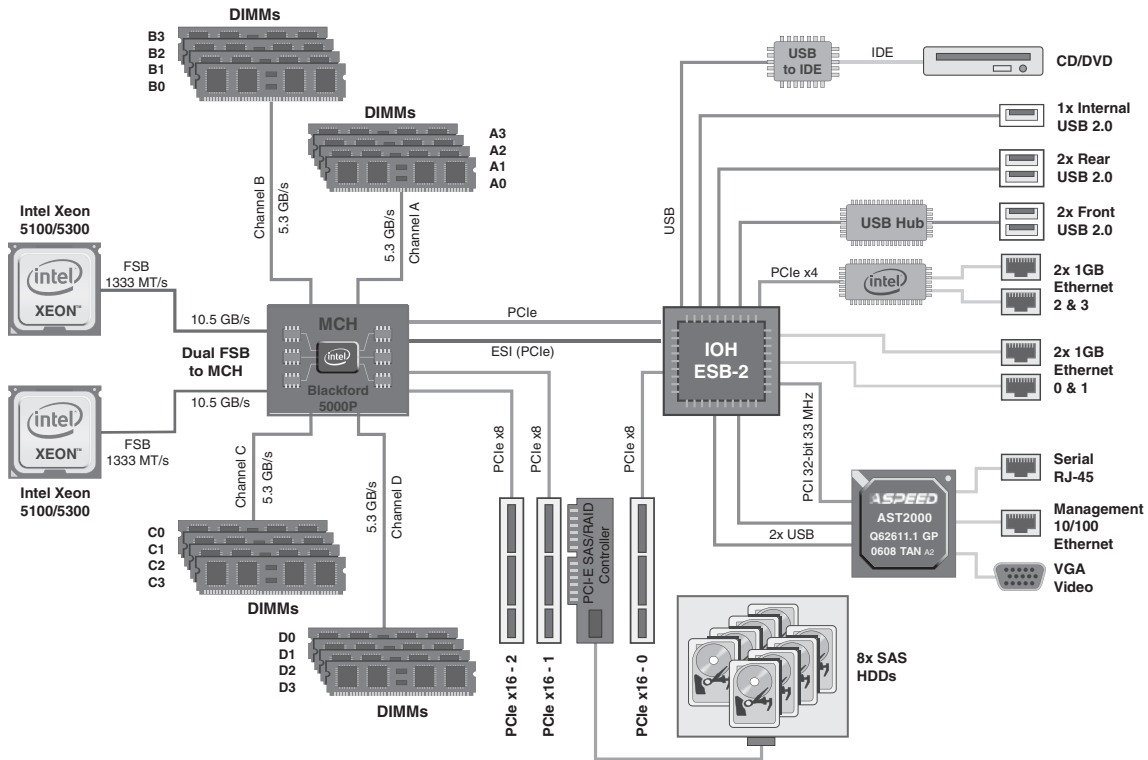 DIMMs
B3
B2
B1
B0
DIMMs
A3
A2
A1
A0
Channel B
5.3 GB/s
5.3 GB/s
Channel A
Intel Xeon
5100/5300
intel
XEON™
FSB
1333 MT/s
10.5 GB/s
Dual FSB
to MCH
10.5 GB/s
intel
XEON™
FSB
1333 MT/s
Intel Xeon
5100/5300
MCH
intel
Blackford
5000P
PCIe
ESI (PCIe)
Channel C
5.3 GB/s
5.3 GB/s
Channel D
C0
C1
C2
C3
DIMMs
D0
D1
D2
D3
DIMMs
PCIe x8
PCIe x8
PCIe x8
PCIe x16 - 2
PCIe x16 - 1
PCI-E SAS/RAID
Controller
PCIe x16 - 0
8x SAS
HDDs
IOH
ESB-2
USB
USB
to IDE
IDE
CD/DVD
1x Internal
USB 2.0
2x Rear
USB 2.0
USB Hub
2x Front
USB 2.0
PCIe x4
intel
2x 1GB
Ethernet
2 & 3
2x 1GB
Ethernet
0 & 1
PCI 32-bit 33 MHz
2x USB
ASPEED
AST2000
Q62611.1 GP
0608 TAN A2
Serial
RJ-45
Management
10/100
Ethernet
VGA
Video